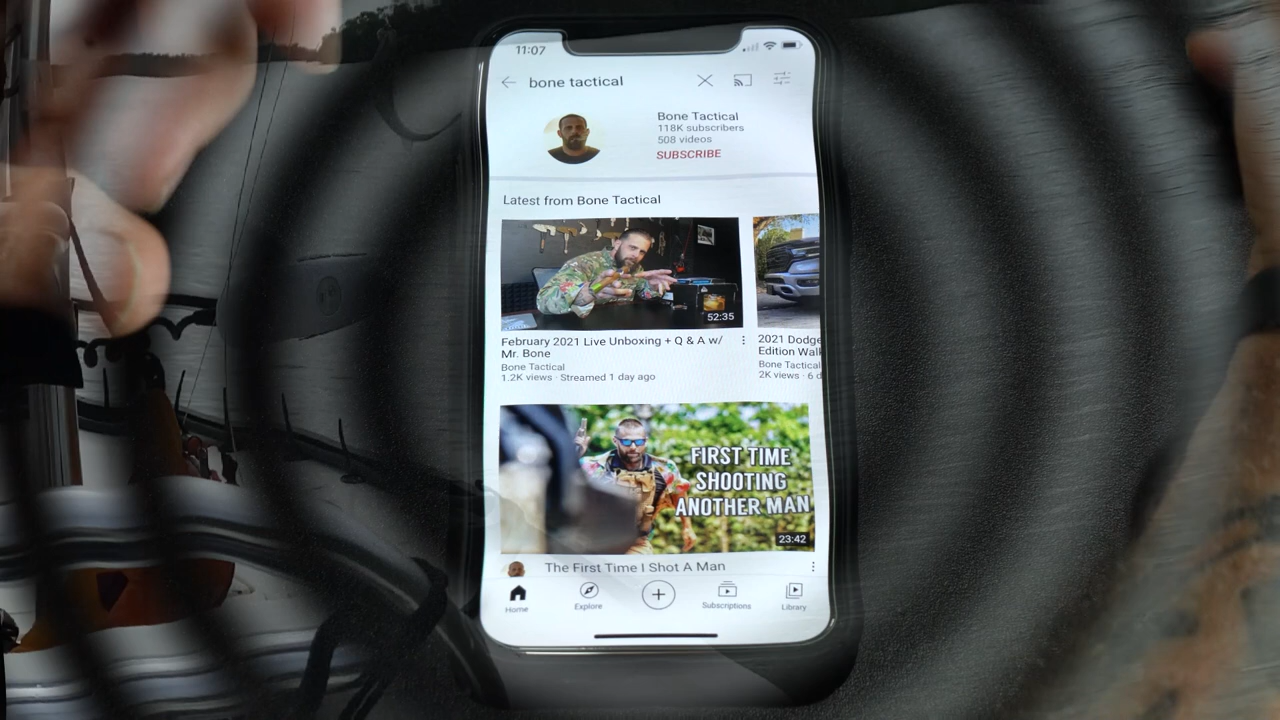 11:07
bone tactical
Bone Tactical
118K subscribers
508 videos
SUBSCRIBE
Latest from Bone Tactical
52:35
February 2021 Live Unboxing + Q & A w/
Mr. Bone
Bone Tactical
1.2K views · Streamed 1 day ago
2021 Dodge
Edition Wal
Bone Tactical
2K views · 6 d
FIRST TIME
SHOOTING
ANOTHER MAN
23:42
The First Time I Shot A Man
Home
Explore
Subscriptions
Library